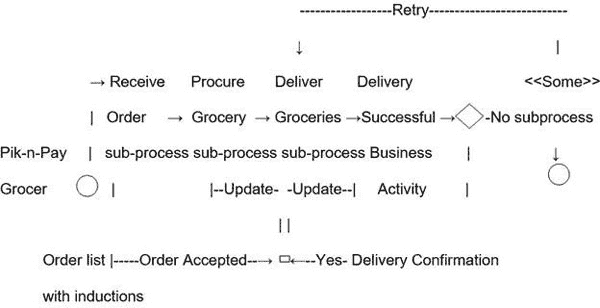 ------------------Retry---------------------------
↓ |
→ Receive Procure Deliver Delivery <<Some>>
| Order → Grocery → Groceries →Successful → -No subprocess
Pik-n-Pay | sub-process sub-process sub-process Business | ↓
Grocer | |--Update- -Update--| Activity |
||
Order list |-----Order Accepted--→ ←--Yes- Delivery Confirmation
with inductions